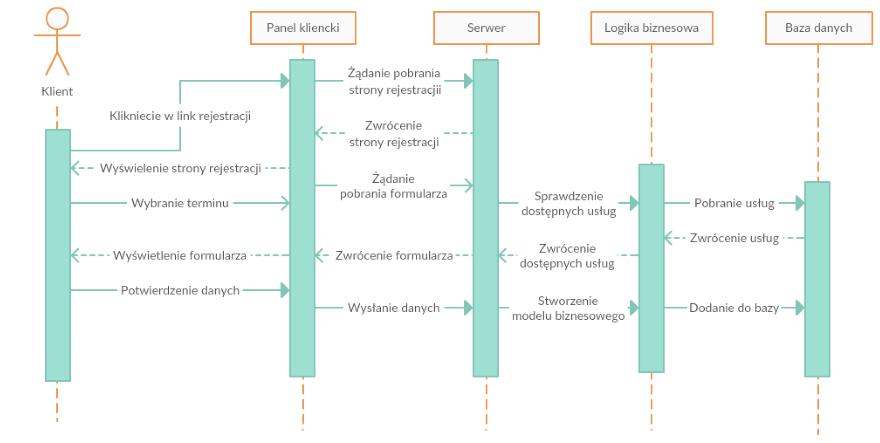 Panel kliencki
Serwer
Logika biznesowa
Baza danych
Klient
Żądanie pobrania
strony rejestracjii
Klikniecie w link rejestracji
Zwrócenie
strony rejestracji
Wyświelenie strony rejestracji
Żądanie
pobrania formularza
Wybranie terminu
Sprawdzenie
dostępnych usług
Pobranie usług
Zwrócenie usług
Wyświetlenie formularza
Zwrócenie formularza
Zwrócenie
dostępnych usług
Potwierdzenie danych
Wysłanie danych
Stworzenie
modelu biznesowego
Dodanie do bazy